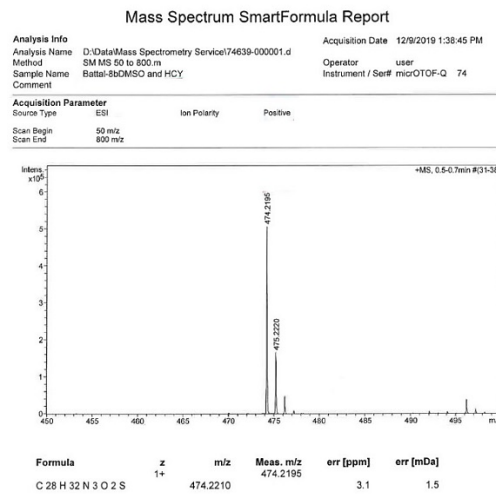 Mass Spectrum SmartFormula Report
Analysis Info
Acquisition Date 12/9/2019 1:38:45 PM
Analysis Name D:\Data\Mass Spectrometry Service\74639-000001.d
Method SM MS 50 to 800.m
Operator user
Sample Name Battal-8bDMSO and HCY
Instrument / Ser# micrOTOF-Q 74
Comment
Acquisition Parameter
Source Type ESI Ion Polarity Positive
Scan Begin 50 m/z
Scan End 800 m/z
Intens.
x10^5
+MS, 0.5-0.7min #(31-38
6
5
4
3
2
1
0
474.2195
475.2220
450 455 460 465 470 475 480 485 490 495
Formula z m/z Meas. m/z err [ppm] err [mDa]
1+ 474.2195
C 28 H 32 N 3 O 2 S 474.2210 3.1 1.5